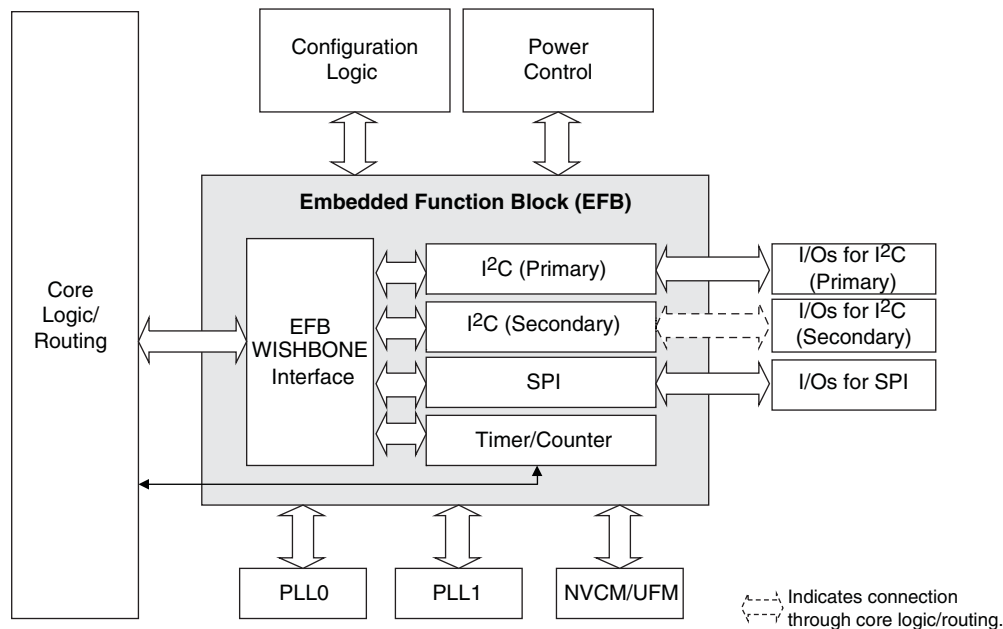 Configuration
Logic
Power
Control
Embedded Function Block (EFB)
Core
Logic/
Routing
EFB
WISHBONE
Interface
I²C (Primary)
I²C (Secondary)
SPI
Timer/Counter
I/Os for I²C
(Primary)
I/Os for I²C
(Secondary)
I/Os for SPI
PLL0
PLL1
NVCM/UFM
Indicates connection
through core logic/routing.